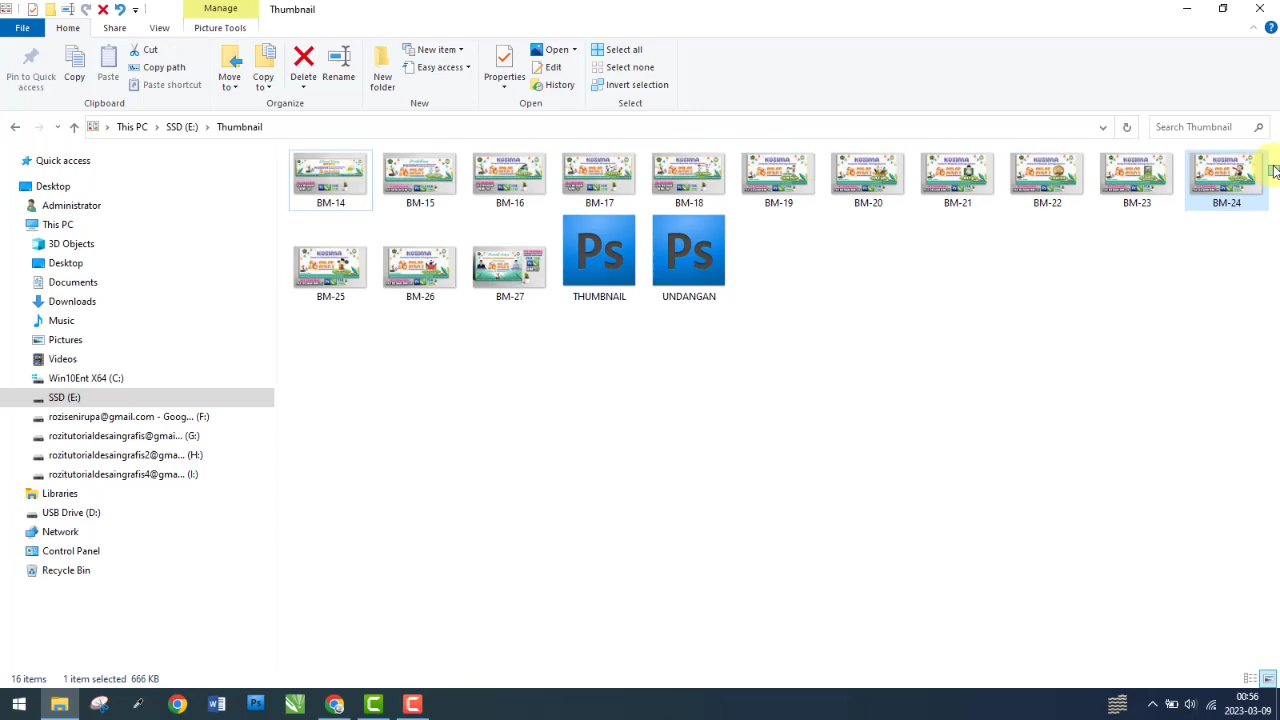 Manage
Thumbnail
File
Home
Share
View
Picture Tools
Pin to Quick access
Copy
Paste
Cut
Copy path
Paste shortcut
Move to
Copy to
Delete
Rename
New folder
New item
Easy access
Properties
Open
Edit
History
Select all
Select none
Invert selection
Clipboard
Organize
New
Open
Select
This PC
SSD (E:)
Thumbnail
Search Thumbnail
Quick access
Desktop
Administrator
This PC
3D Objects
Desktop
Documents
Downloads
Music
Pictures
Videos
Win10Ent X64 (C:)
SSD (E:)
rozisenirupa@gmail.com - Goog... (F:)
rozitutorialdesaingrafis@gmai... (G:)
rozitutorialdesaingrafis2@gma... (H:)
rozitutorialdesaingrafis4@gma... (I:)
Libraries
USB Drive (D:)
Network
Control Panel
Recycle Bin
BM-14
BM-15
BM-16
BM-17
BM-18
BM-19
BM-20
BM-21
BM-22
BM-23
BM-24
BM-25
BM-26
BM-27
Ps
THUMBNAIL
Ps
UNDANGAN
16 items
1 item selected 666 KB
00:56
2023-03-09